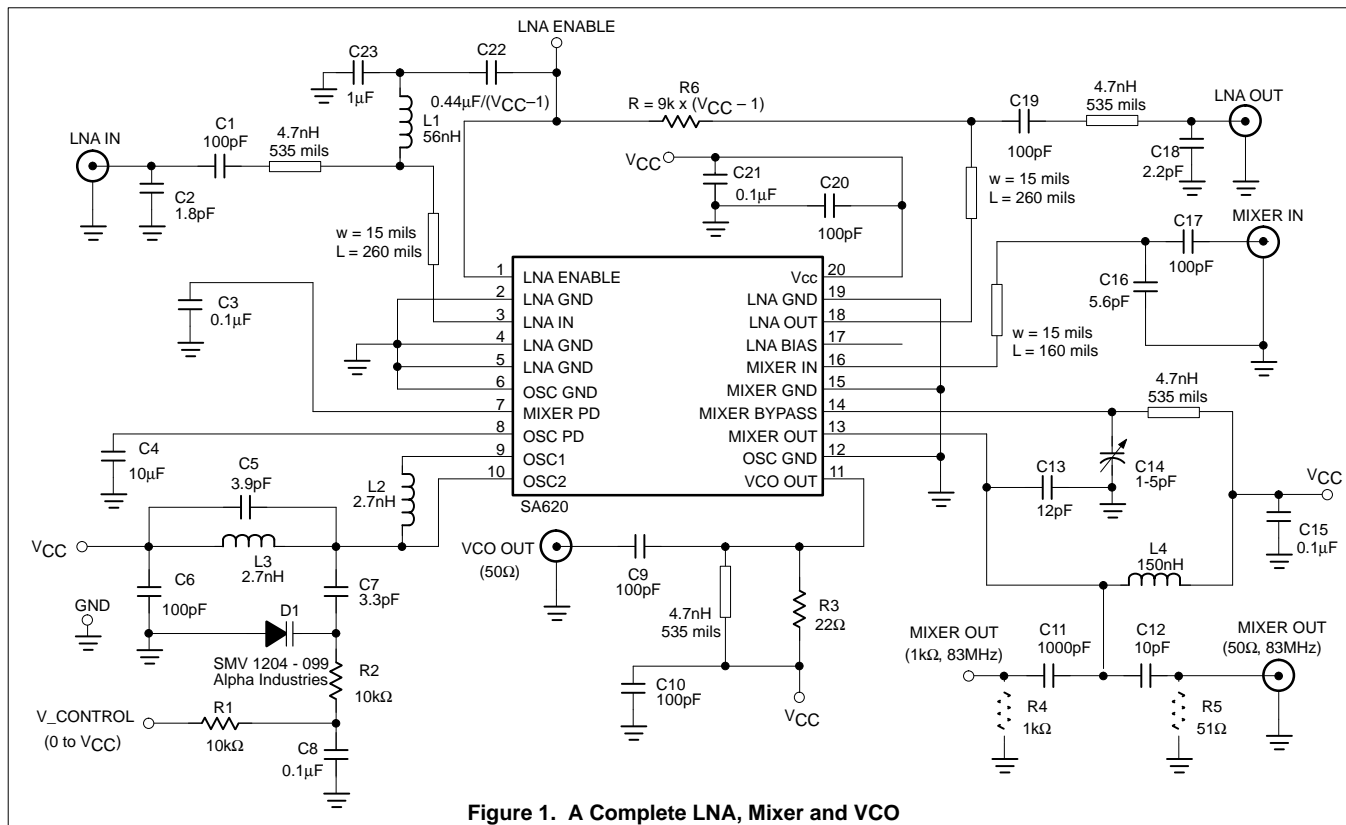 LNA ENABLE
C23
1µF
C22
0.44µF/(VCC–1)
L1
56nH
R6
R = 9k x (VCC – 1)
C19
100pF
4.7nH
535 mils
LNA OUT
C18
2.2pF
LNA IN
C1
100pF
4.7nH
535 mils
C2
1.8pF
VCC
C21
0.1µF
C20
100pF
w = 15 mils
L = 260 mils
w = 15 mils
L = 260 mils
MIXER IN
C17
100pF
C16
5.6pF
w = 15 mils
L = 160 mils
C3
0.1µF
1 LNA ENABLE
2 LNA GND
3 LNA IN
4 LNA GND
5 LNA GND
6 OSC GND
7 MIXER PD
8 OSC PD
9 OSC1
10 OSC2
Vcc 20
LNA GND 19
LNA OUT 18
LNA BIAS 17
MIXER IN 16
MIXER GND 15
MIXER BYPASS 14
MIXER OUT 13
OSC GND 12
VCO OUT 11
SA620
4.7nH
535 mils
C13
12pF
C14
1-5pF
VCC
C15
0.1µF
L4
150nH
C4
10µF
C5
3.9pF
L2
2.7nH
VCC
L3
2.7nH
C6
100pF
C7
3.3pF
GND
D1
SMV 1204 - 099
Alpha Industries
R2
10kΩ
V_CONTROL
(0 to VCC)
R1
10kΩ
C8
0.1µF
VCO OUT
(50Ω)
C9
100pF
4.7nH
535 mils
R3
22Ω
C10
100pF
VCC
MIXER OUT
(1kΩ, 83MHz)
C11
1000pF
C12
10pF
MIXER OUT
(50Ω, 83MHz)
R4
1kΩ
R5
51Ω
Figure 1. A Complete LNA, Mixer and VCO